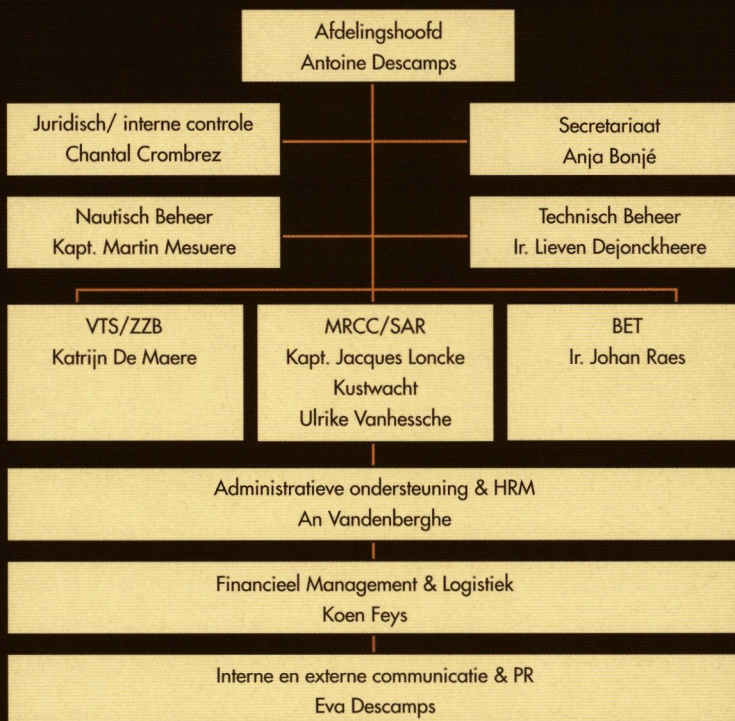 Afdelingshoofd
Antoine Descamps
Juridisch/ interne controle
Chantal Crombrez
Secretariaat
Anja Bonjé
Nautisch Beheer
Kapt. Martin Mesuere
Technisch Beheer
Ir. Lieven Dejonckheere
VTS/ZZB
Katrijn De Maere
MRCC/SAR
Kapt. Jacques Loncke
Kustwacht
Ulrike Vanhessche
BET
Ir. Johan Raes
Administratieve ondersteuning & HRM
An Vandenberghe
Financieel Management & Logistiek
Koen Feys
Interne en externe communicatie & PR
Eva Descamps